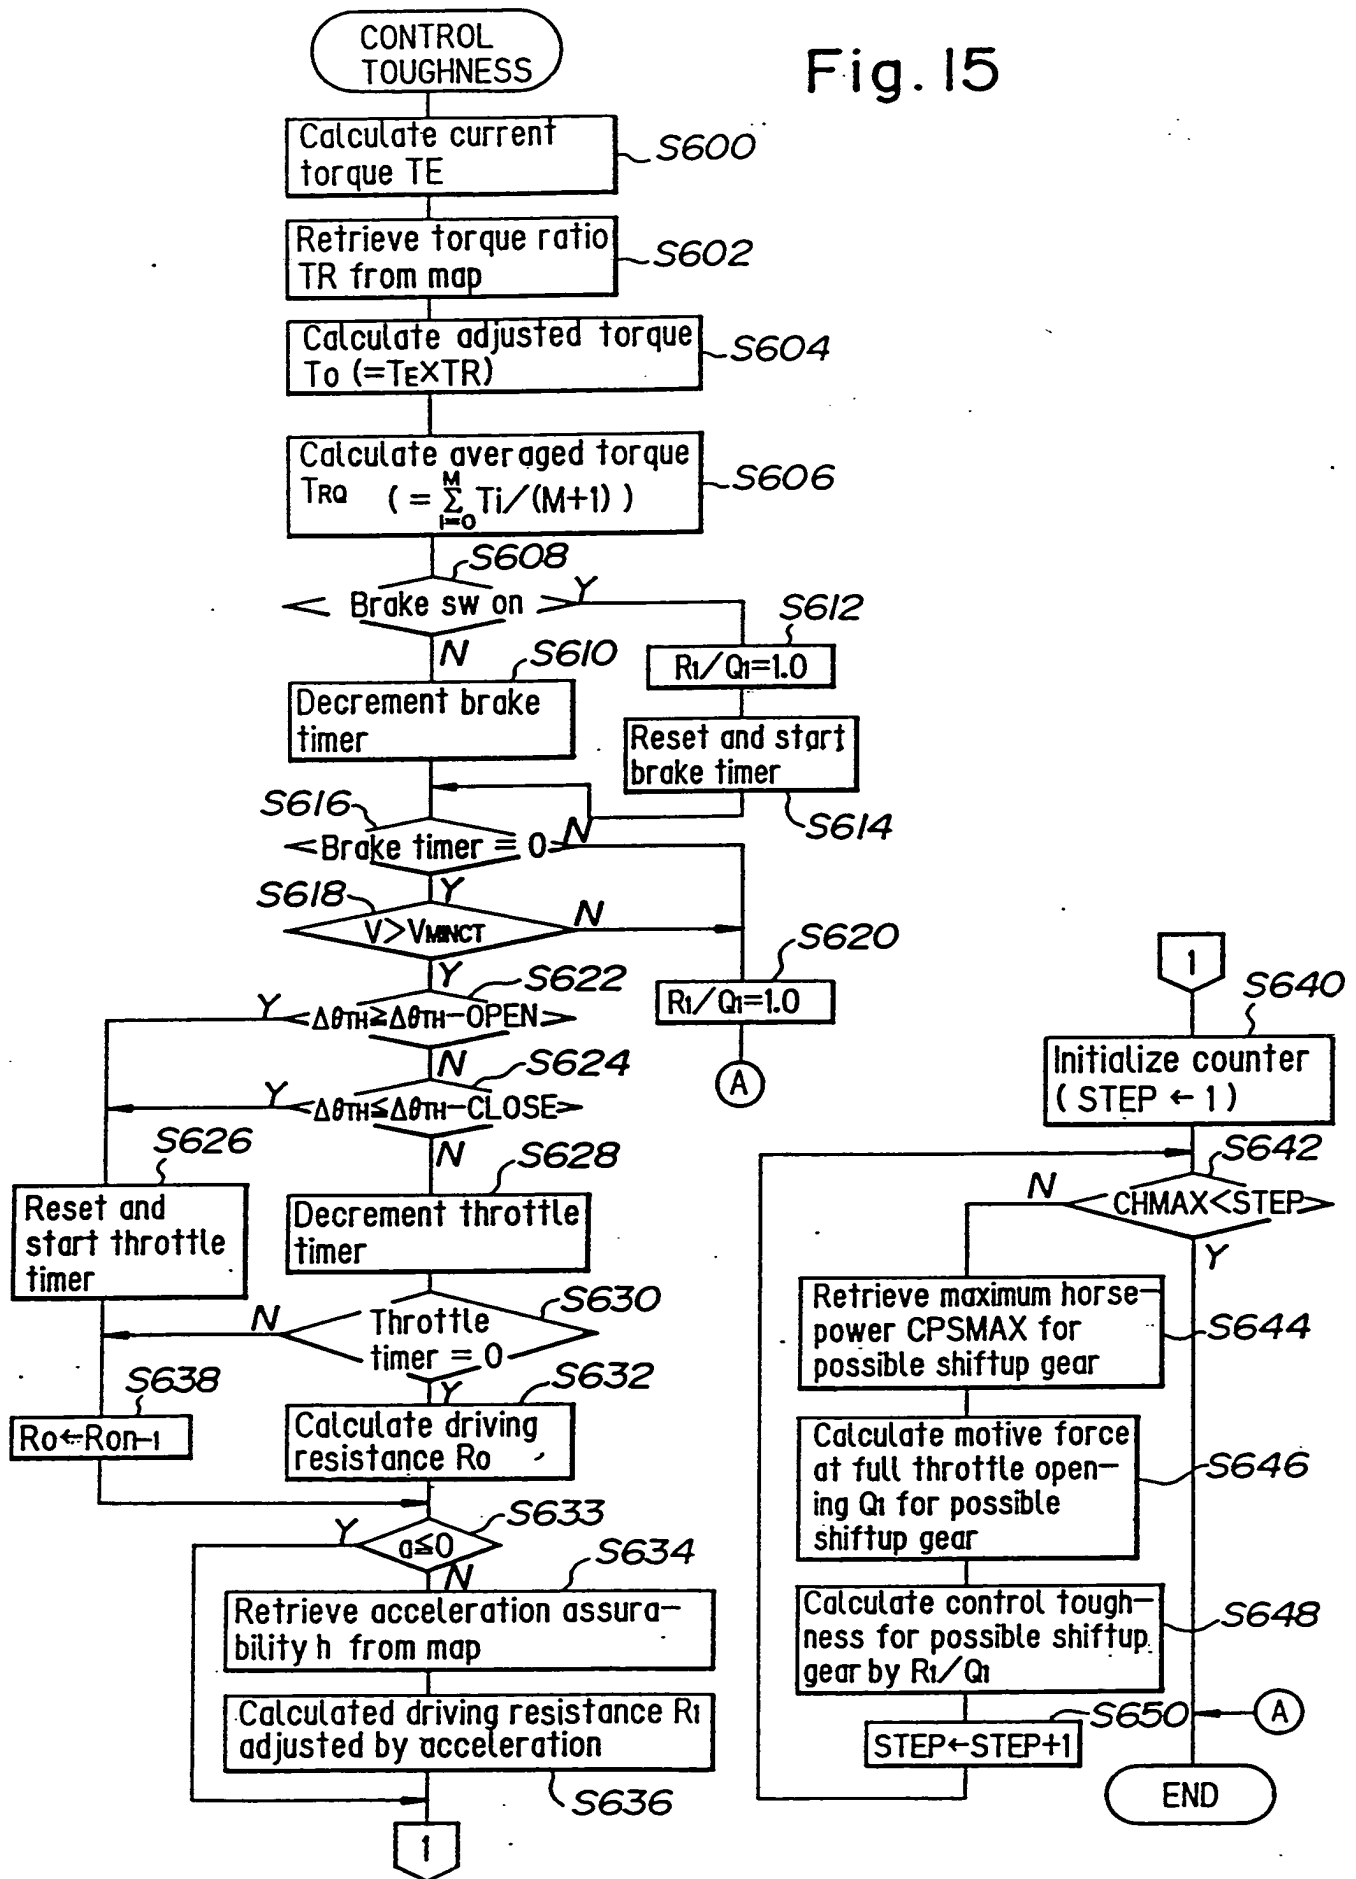 Fig. 15
CONTROL
TOUGHNESS
Calculate current
torque TE
S600
Retrieve torque ratio
TR from map
S602
Calculate adjusted torque
To (=TE×TR)
S604
Calculate averaged torque
TRQ (= M Σ i=0 Ti/(M+1) )
S606
S608
Brake sw on
Y
N
S610
Decrement brake
timer
S612
R1/Q1=1.0
Reset and start
brake timer
S614
S616
Brake timer = 0
N
Y
S618
V>VMINCT
N
Y
S620
R1/Q1=1.0
A
S622
ΔθTH≧ΔθTH-OPEN
Y
N
S624
ΔθTH≦ΔθTH-CLOSE
Y
N
S626
Reset and
start throttle
timer
S628
Decrement throttle
timer
S630
Throttle
timer = 0
N
Y
S632
Calculate driving
resistance Ro
S638
Ro←Ron-1
S633
a≦0
Y
N
S634
Retrieve acceleration assura-
bility h from map
Calculated driving resistance R1
adjusted by acceleration
S636
1
1
S640
Initialize counter
( STEP ← 1 )
S642
CHMAX<STEP
N
Y
Retrieve maximum horse-
power CPSMAX for
possible shiftup gear
S644
Calculate motive force
at full throttle open-
ing Q1 for possible
shiftup gear
S646
Calculate control tough-
ness for possible shiftup
gear by R1/Q1
S648
S650
STEP←STEP+1
A
END